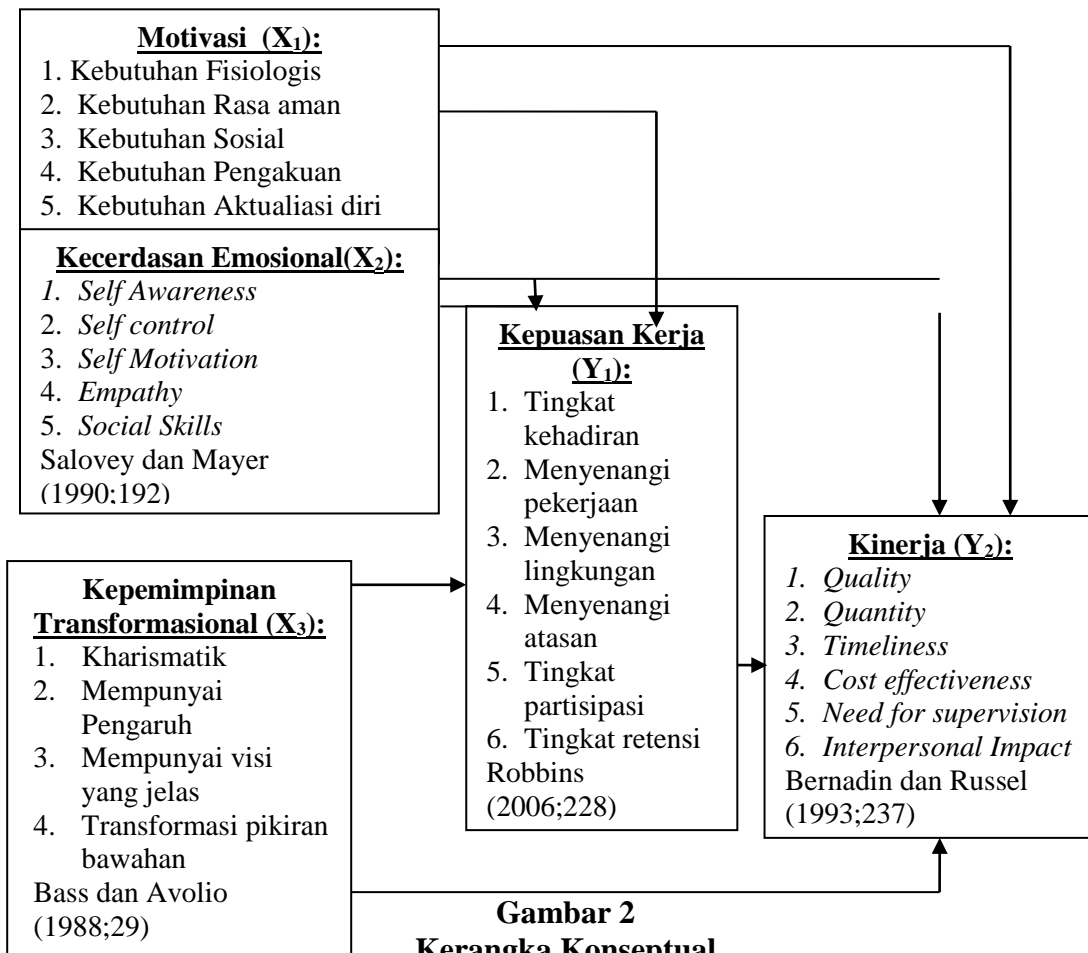 Motivasi (X1):
1. Kebutuhan Fisiologis
2. Kebutuhan Rasa aman
3. Kebutuhan Sosial
4. Kebutuhan Pengakuan
5. Kebutuhan Aktualiasi diri
Kecerdasan Emosional(X2):
1. Self Awareness
2. Self control
3. Self Motivation
4. Empathy
5. Social Skills
Salovey dan Mayer
(1990;192)
Kepemimpinan
Transformasional (X3):
1. Kharismatik
2. Mempunyai
Pengaruh
3. Mempunyai visi
yang jelas
4. Transformasi pikiran
bawahan
Bass dan Avolio
(1988;29)
Kepuasan Kerja
(Y1):
1. Tingkat
kehadiran
2. Menyenangi
pekerjaan
3. Menyenangi
lingkungan
4. Menyenangi
atasan
5. Tingkat
partisipasi
6. Tingkat retensi
Robbins
(2006;228)
Kinerja (Y2):
1. Quality
2. Quantity
3. Timeliness
4. Cost effectiveness
5. Need for supervision
6. Interpersonal Impact
Bernadin dan Russel
(1993;237)
Gambar 2
Kerangka Konseptual